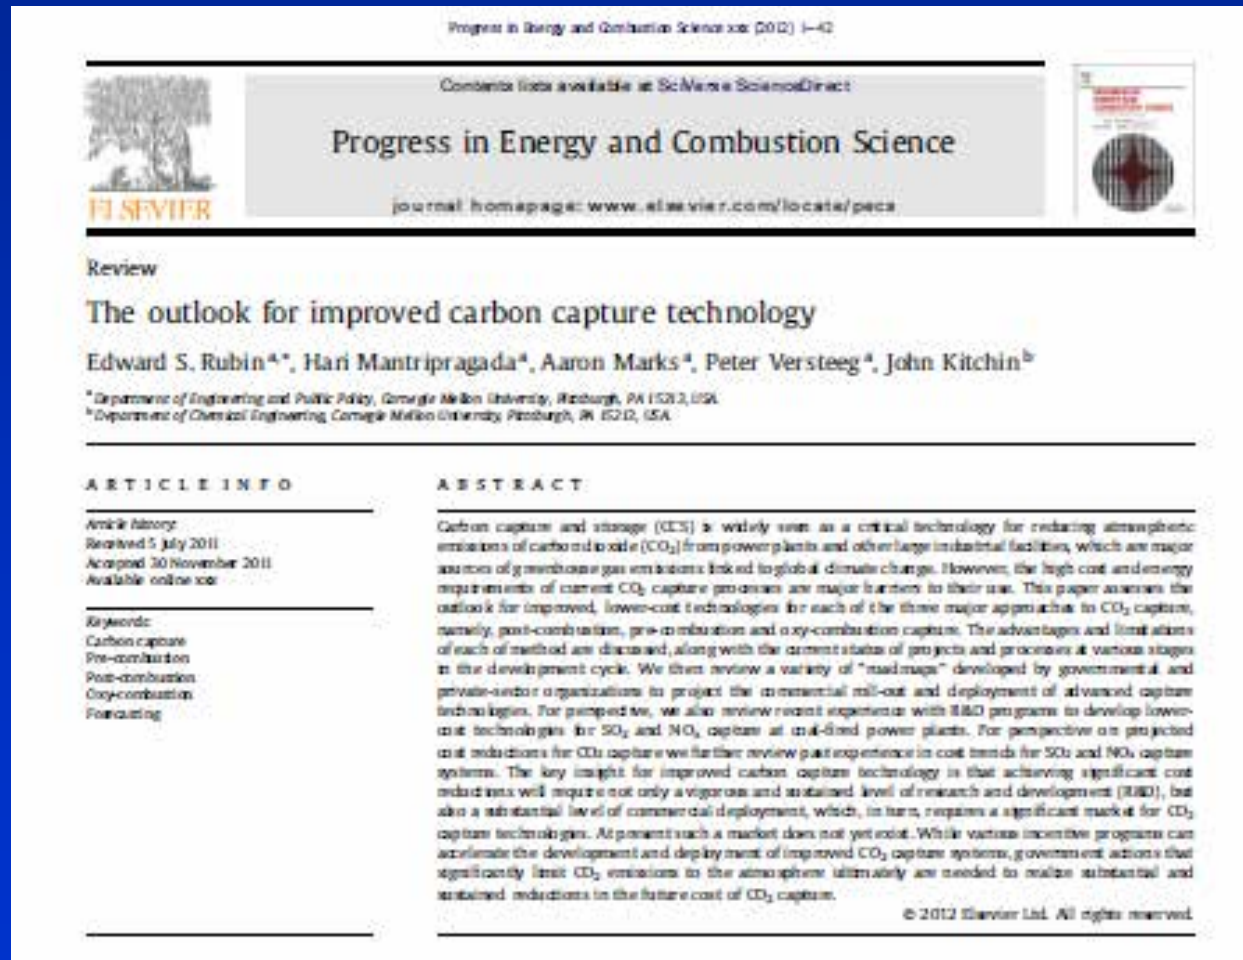 Progress in Energy and Combustion Science xxx (2012) 1–42
Contents lists available at SciVerse ScienceDirect
Progress in Energy and Combustion Science
journal homepage: www.elsevier.com/locate/pecs
ELSEVIER
Review
The outlook for improved carbon capture technology
Edward S. Rubin a,*, Hari Mantripragada a, Aaron Marks a, Peter Versteeg a, John Kitchin b
a Department of Engineering and Public Policy, Carnegie Mellon University, Pittsburgh, PA 15213, USA
b Department of Chemical Engineering, Carnegie Mellon University, Pittsburgh, PA 15213, USA
ARTICLE INFO
Article history:
Received 5 July 2011
Accepted 30 November 2011
Available online xxx
Keywords:
Carbon capture
Pre-combustion
Post-combustion
Oxy-combustion
Forecasting
ABSTRACT
Carbon capture and storage (CCS) is widely seen as a critical technology for reducing atmospheric
emissions of carbon dioxide (CO2) from power plants and other large industrial facilities, which are major
sources of greenhouse gas emissions linked to global climate change. However, the high cost and energy
requirements of current CO2 capture processes are major barriers to their use. This paper assesses the
outlook for improved, lower-cost technologies for each of the three major approaches to CO2 capture,
namely, post-combustion, pre-combustion and oxy-combustion capture. The advantages and limitations
of each of method are discussed, along with the current status of projects and processes at various stages
in the development cycle. We then review a variety of "roadmaps" developed by governmental and
private-sector organizations to project the commercial roll-out and deployment of advanced capture
technologies. For perspective, we also review recent experience with R&D programs to develop lower-
cost technologies for SO2 and NOx capture at coal-fired power plants. For perspective on projected
cost reductions for CO2 capture we further review past experience in cost trends for SO2 and NOx capture
systems. The key insight for improved carbon capture technology is that achieving significant cost
reductions will require not only a vigorous and sustained level of research and development (R&D), but
also a substantial level of commercial deployment, which, in turn, requires a significant market for CO2
capture technologies. At present such a market does not yet exist. While various incentive programs can
accelerate the development and deployment of improved CO2 capture systems, government actions that
significantly limit CO2 emissions to the atmosphere ultimately are needed to realize substantial and
sustained reductions in the future cost of CO2 capture.
© 2012 Elsevier Ltd. All rights reserved.